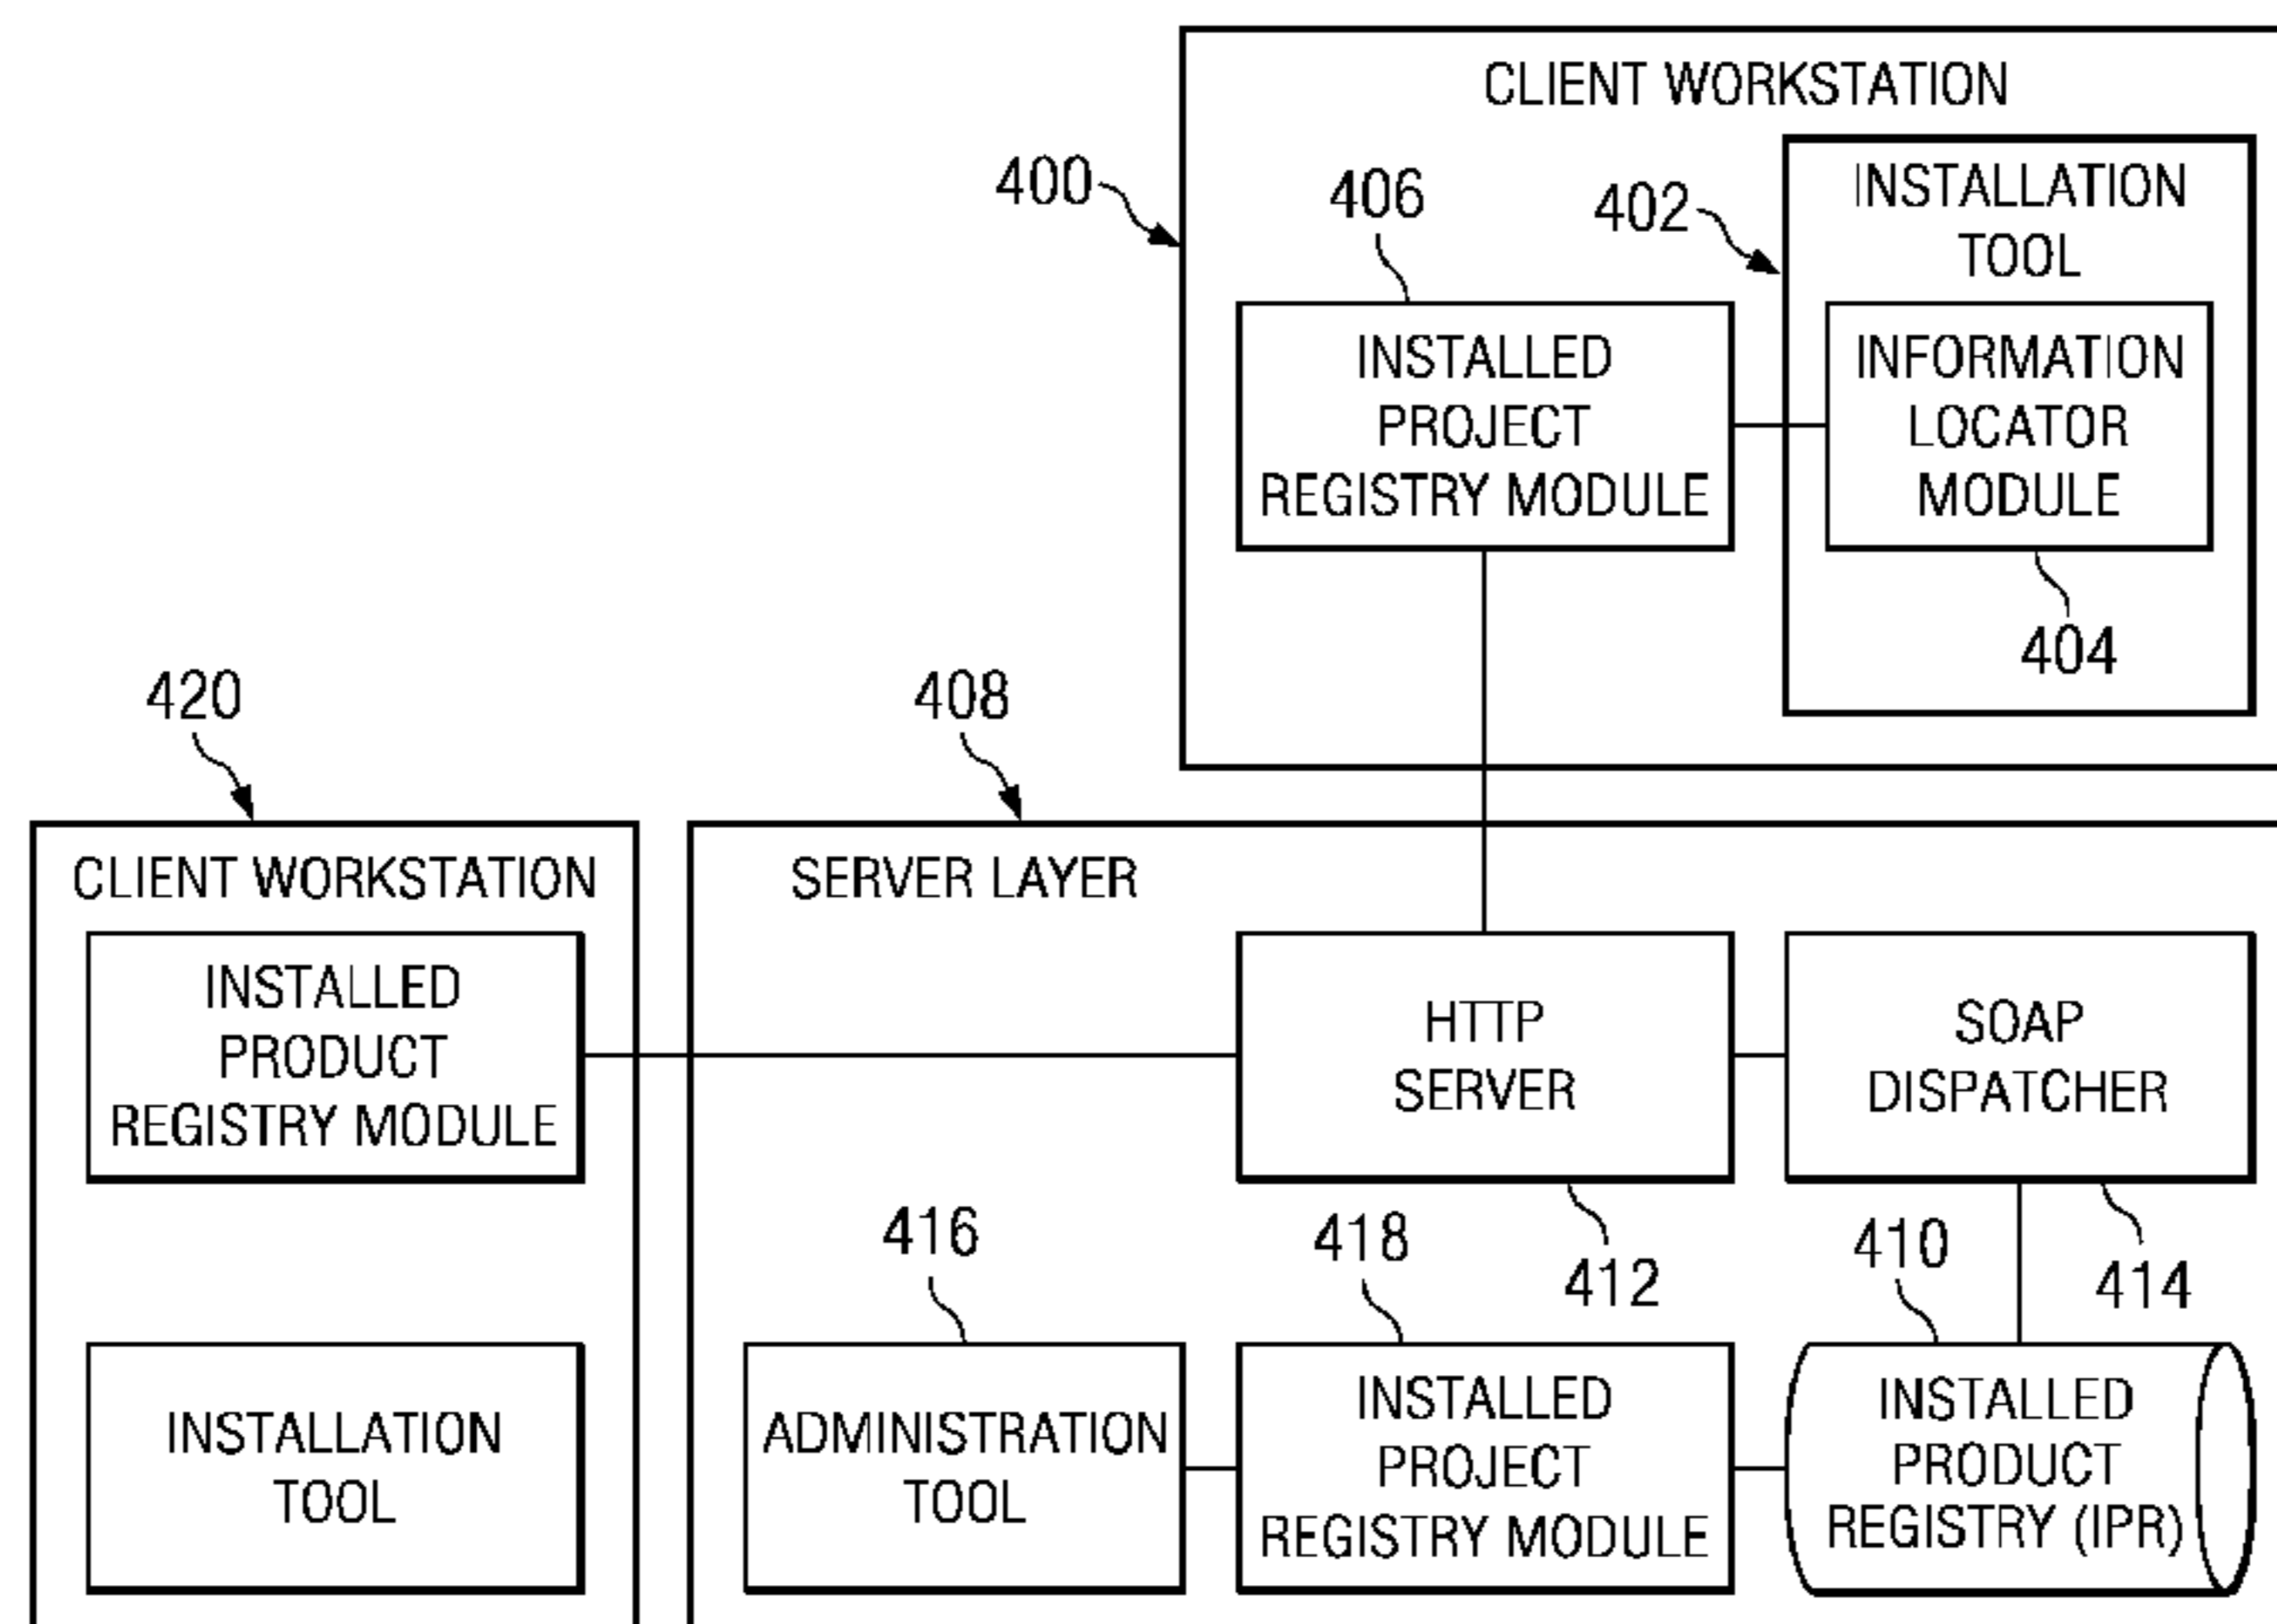 CLIENT WORKSTATION
400
406
402
INSTALLATION
TOOL
INSTALLED
PROJECT
REGISTRY MODULE
INFORMATION
LOCATOR
MODULE
404
420
408
CLIENT WORKSTATION
SERVER LAYER
INSTALLED
PRODUCT
REGISTRY MODULE
HTTP
SERVER
SOAP
DISPATCHER
416
418
412
410
414
INSTALLATION
TOOL
ADMINISTRATION
TOOL
INSTALLED
PROJECT
REGISTRY MODULE
INSTALLED
PRODUCT
REGISTRY (IPR)